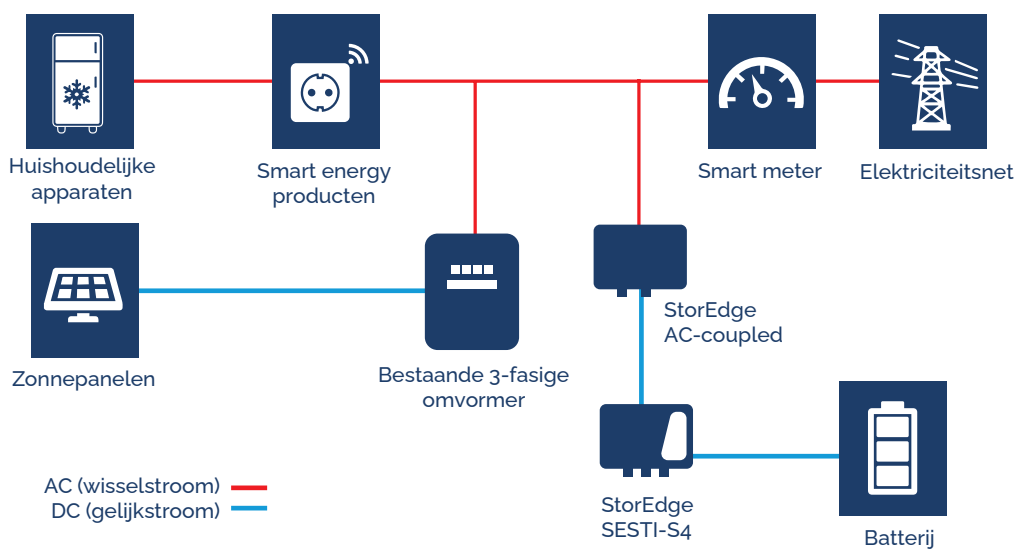 Huishoudelijke
apparaten
Smart energy
producten
Smart meter
Elektriciteitsnet
Zonnepanelen
Bestaande 3-fasige
omvormer
StorEdge
AC-coupled
StorEdge
SESTI-S4
Batterij
AC (wisselstroom)
DC (gelijkstroom)